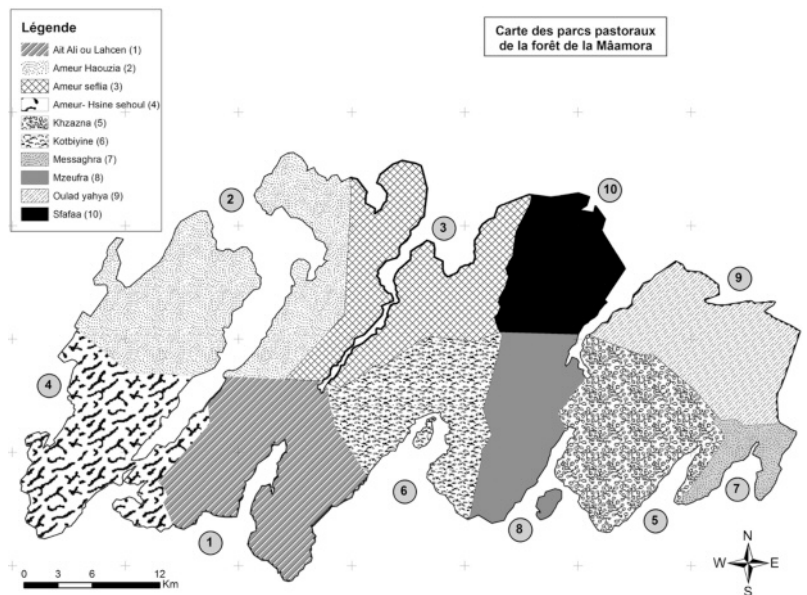 Légende
Ait Ali ou Lahcen (1)
Ameur Haouzia (2)
Ameur seflia (3)
Ameur- Hsine sehoul (4)
Khzazna (5)
Kotbiyine (6)
Messaghra (7)
Mzeufra (8)
Oulad yahya (9)
Sfafaa (10)
Carte des parcs pastoraux
de la forêt de la Mâamora
2
10
3
9
4
6
7
8
5
1
N
W E
S
0 3 6 12
Km